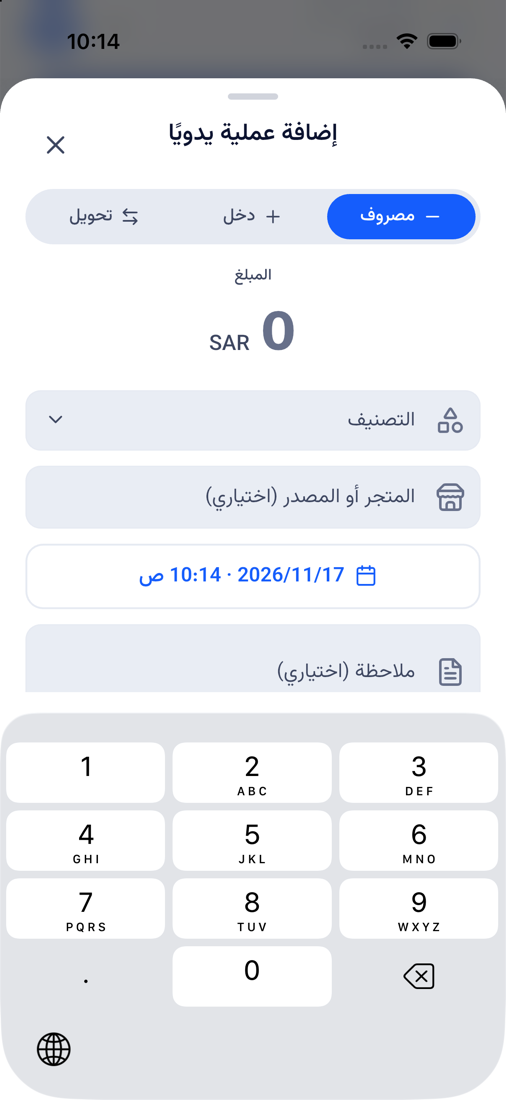 10:14
إضافة عملية يدويًا
مصروف
دخل
تحويل
المبلغ
0 SAR
التصنيف
المتجر أو المصدر (اختياري)
2026/11/17 · 10:14 ص
ملاحظة (اختياري)
1
2 ABC
3 DEF
4 GHI
5 JKL
6 MNO
7 PQRS
8 TUV
9 WXYZ
.
0